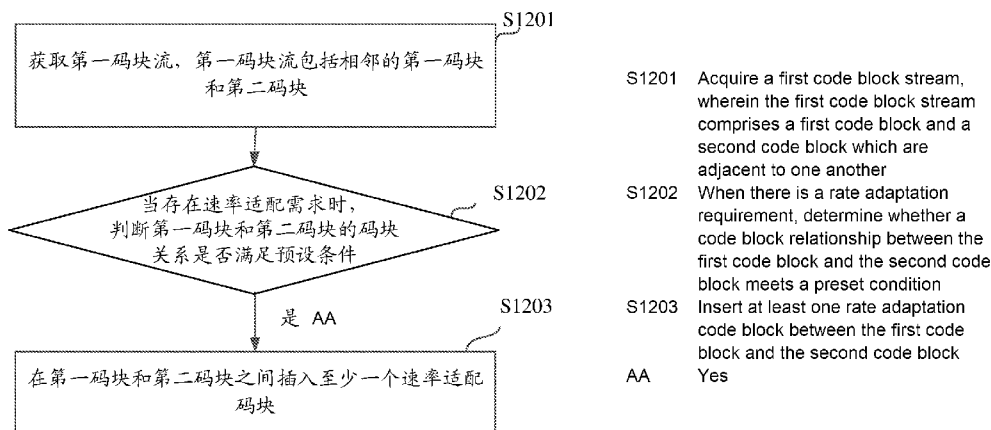 S1201
获取第一码块流，第一码块流包括相邻的第一码块
和第二码块
S1202
当存在速率适配需求时，
判断第一码块和第二码块的码块
关系是否满足预设条件
是 AA
S1203
在第一码块和第二码块之间插入至少一个速率适配
码块
S1201 Acquire a first code block stream,
wherein the first code block stream
comprises a first code block and a
second code block which are
adjacent to one another
S1202 When there is a rate adaptation
requirement, determine whether a
code block relationship between the
first code block and the second code
block meets a preset condition
S1203 Insert at least one rate adaptation
code block between the first code
block and the second code block
AA Yes